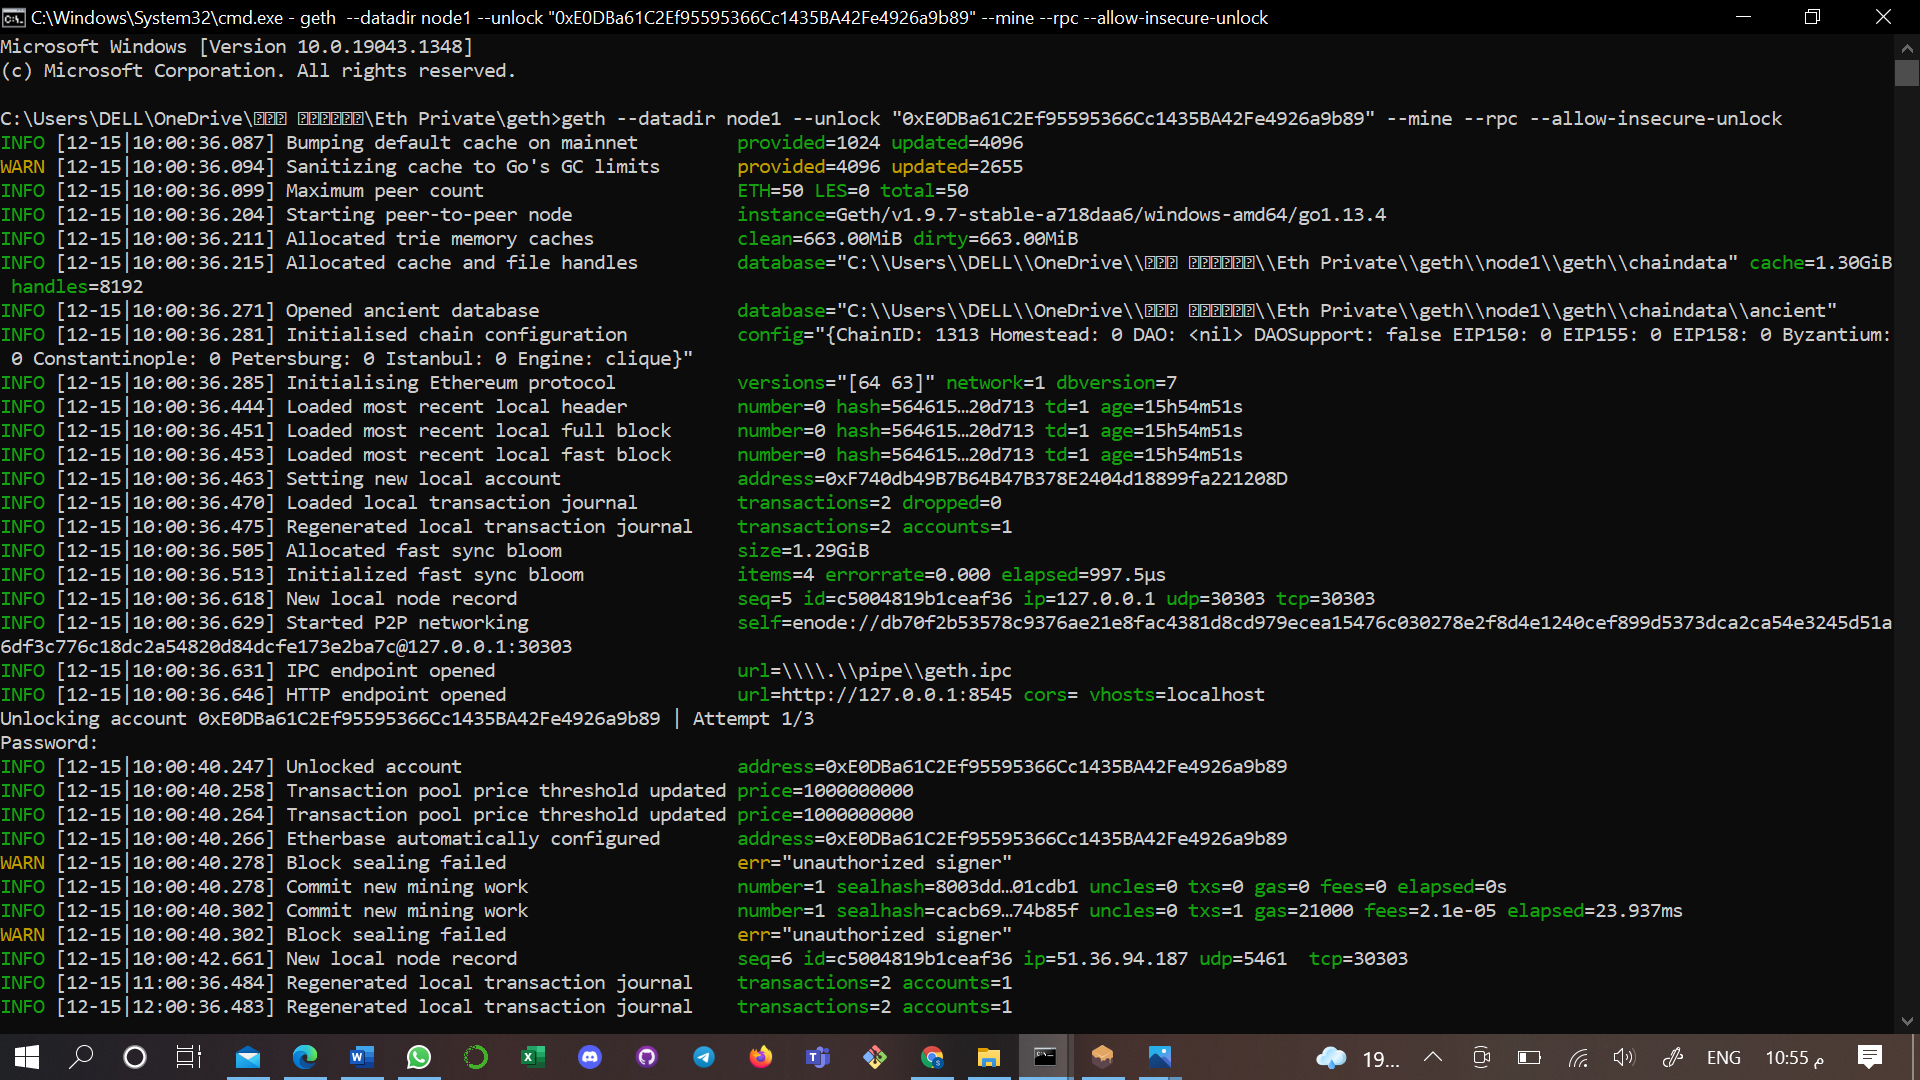 C:\Windows\System32\cmd.exe - geth  --datadir node1 --unlock "0xE0DBa61C2Ef95595366Cc1435BA42Fe4926a9b89" --mine --rpc --allow-insecure-unlock
Microsoft Windows [Version 10.0.19043.1348]
(c) Microsoft Corporation. All rights reserved.
C:\Users\DELL\OneDrive\ \Eth Private\geth>geth --datadir node1 --unlock "0xE0DBa61C2Ef95595366Cc1435BA42Fe4926a9b89" --mine --rpc --allow-insecure-unlock
INFO [12-15|10:00:36.087] Bumping default cache on mainnet provided=1024 updated=4096
WARN [12-15|10:00:36.094] Sanitizing cache to Go's GC limits provided=4096 updated=2655
INFO [12-15|10:00:36.099] Maximum peer count ETH=50 LES=0 total=50
INFO [12-15|10:00:36.204] Starting peer-to-peer node instance=Geth/v1.9.7-stable-a718daa6/windows-amd64/go1.13.4
INFO [12-15|10:00:36.211] Allocated trie memory caches clean=663.00MiB dirty=663.00MiB
INFO [12-15|10:00:36.215] Allocated cache and file handles database="C:\\Users\\DELL\\OneDrive\\ \\Eth Private\\geth\\node1\\geth\\chaindata" cache=1.30GiB
handles=8192
INFO [12-15|10:00:36.271] Opened ancient database database="C:\\Users\\DELL\\OneDrive\\ \\Eth Private\\geth\\node1\\geth\\chaindata\\ancient"
INFO [12-15|10:00:36.281] Initialised chain configuration config="{ChainID: 1313 Homestead: 0 DAO: <nil> DAOSupport: false EIP150: 0 EIP155: 0 EIP158: 0 Byzantium:
0 Constantinople: 0 Petersburg: 0 Istanbul: 0 Engine: clique}"
INFO [12-15|10:00:36.285] Initialising Ethereum protocol versions="[64 63]" network=1 dbversion=7
INFO [12-15|10:00:36.444] Loaded most recent local header number=0 hash=564615…20d713 td=1 age=15h54m51s
INFO [12-15|10:00:36.451] Loaded most recent local full block number=0 hash=564615…20d713 td=1 age=15h54m51s
INFO [12-15|10:00:36.453] Loaded most recent local fast block number=0 hash=564615…20d713 td=1 age=15h54m51s
INFO [12-15|10:00:36.463] Setting new local account address=0xF740db49B7B64B47B378E2404d18899fa221208D
INFO [12-15|10:00:36.470] Loaded local transaction journal transactions=2 dropped=0
INFO [12-15|10:00:36.475] Regenerated local transaction journal transactions=2 accounts=1
INFO [12-15|10:00:36.505] Allocated fast sync bloom size=1.29GiB
INFO [12-15|10:00:36.513] Initialized fast sync bloom items=4 errorrate=0.000 elapsed=997.5µs
INFO [12-15|10:00:36.618] New local node record seq=5 id=c5004819b1ceaf36 ip=127.0.0.1 udp=30303 tcp=30303
INFO [12-15|10:00:36.629] Started P2P networking self=enode://db70f2b53578c9376ae21e8fac4381d8cd979ecea15476c030278e2f8d4e1240cef899d5373dca2ca54e3245d51a
6df3c776c18dc2a54820d84dcfe173e2ba7c@127.0.0.1:30303
INFO [12-15|10:00:36.631] IPC endpoint opened url=\\\\.\\pipe\\geth.ipc
INFO [12-15|10:00:36.646] HTTP endpoint opened url=http://127.0.0.1:8545 cors= vhosts=localhost
Unlocking account 0xE0DBa61C2Ef95595366Cc1435BA42Fe4926a9b89 | Attempt 1/3
Password:
INFO [12-15|10:00:40.247] Unlocked account address=0xE0DBa61C2Ef95595366Cc1435BA42Fe4926a9b89
INFO [12-15|10:00:40.258] Transaction pool price threshold updated price=1000000000
INFO [12-15|10:00:40.264] Transaction pool price threshold updated price=1000000000
INFO [12-15|10:00:40.266] Etherbase automatically configured address=0xE0DBa61C2Ef95595366Cc1435BA42Fe4926a9b89
WARN [12-15|10:00:40.278] Block sealing failed err="unauthorized signer"
INFO [12-15|10:00:40.278] Commit new mining work number=1 sealhash=8003dd…01cdb1 uncles=0 txs=0 gas=0 fees=0 elapsed=0s
INFO [12-15|10:00:40.302] Commit new mining work number=1 sealhash=cacb69…74b85f uncles=0 txs=1 gas=21000 fees=2.1e-05 elapsed=23.937ms
WARN [12-15|10:00:40.302] Block sealing failed err="unauthorized signer"
INFO [12-15|10:00:42.661] New local node record seq=6 id=c5004819b1ceaf36 ip=51.36.94.187 udp=5461  tcp=30303
INFO [12-15|11:00:36.484] Regenerated local transaction journal transactions=2 accounts=1
INFO [12-15|12:00:36.483] Regenerated local transaction journal transactions=2 accounts=1
19... ENG 10:55 م